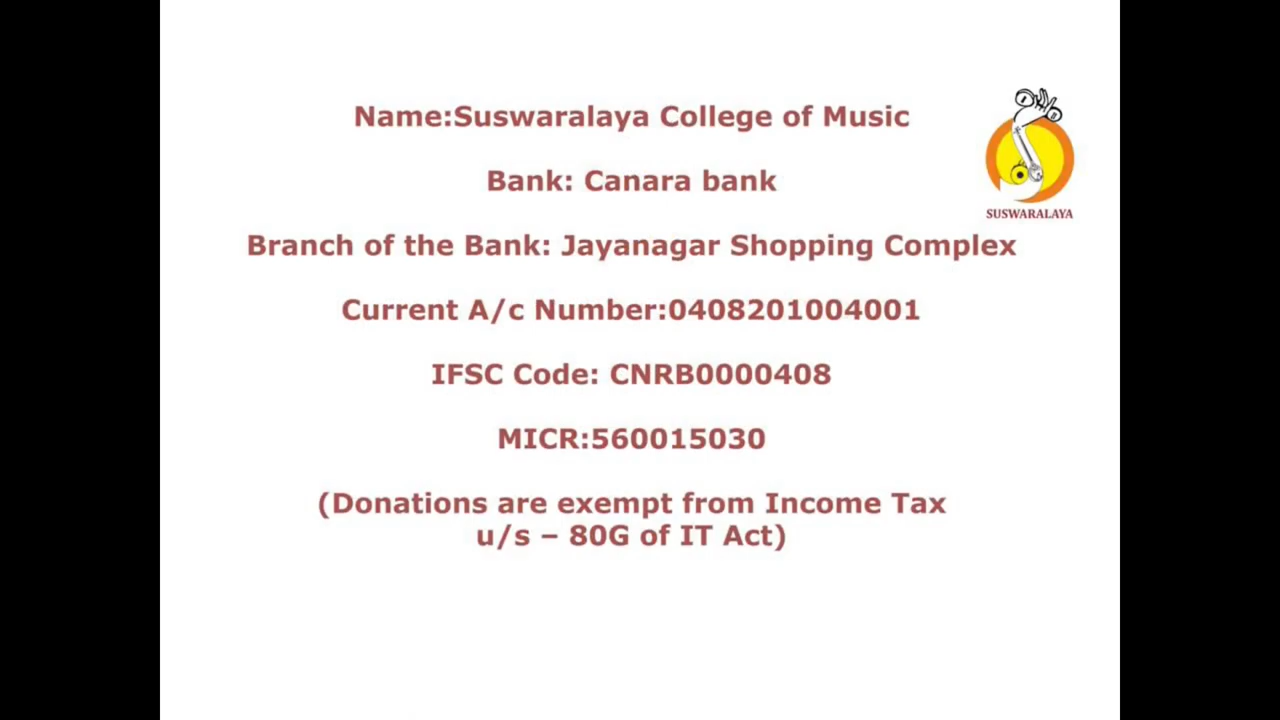 Name:Suswaralaya College of Music
Bank: Canara bank
SUSWARALAYA
Branch of the Bank: Jayanagar Shopping Complex
Current A/c Number:0408201004001
IFSC Code: CNRB0000408
MICR:560015030
(Donations are exempt from Income Tax
u/s – 80G of IT Act)